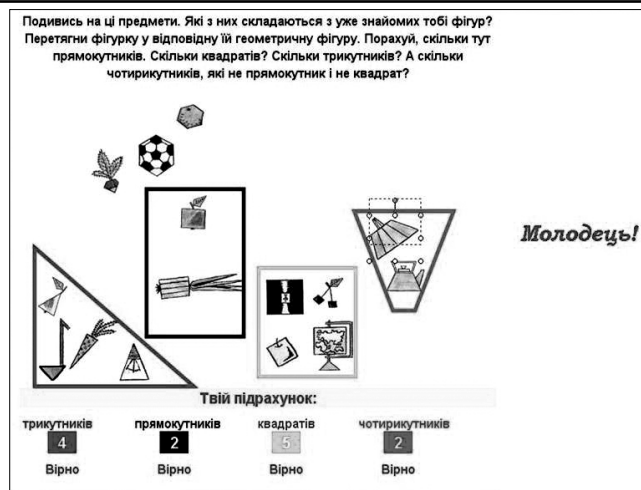 Подивись на ці предмети. Які з них складаються з уже знайомих тобі фігур?
Перетягни фігурку у відповідну їй геометричну фігуру. Порахуй, скільки тут
прямокутників. Скільки квадратів? Скільки трикутників? А скільки
чотирикутників, які не прямокутник і не квадрат?
Молодець!
Твій підрахунок:
трикутників прямокутників квадратів чотирикутників
4 2 5 2
Вірно Вірно Вірно Вірно